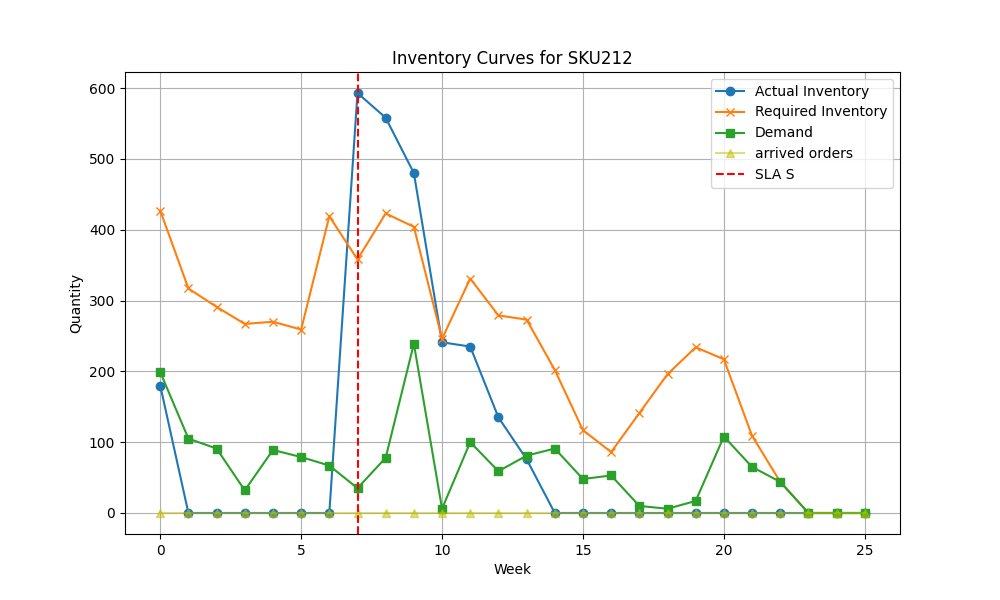 Inventory Curves for SKU212
Actual Inventory
Required Inventory
Demand
arrived orders
SLA S
Quantity
600
500
400
300
200
100
0
0 5 10 15 20 25
Week